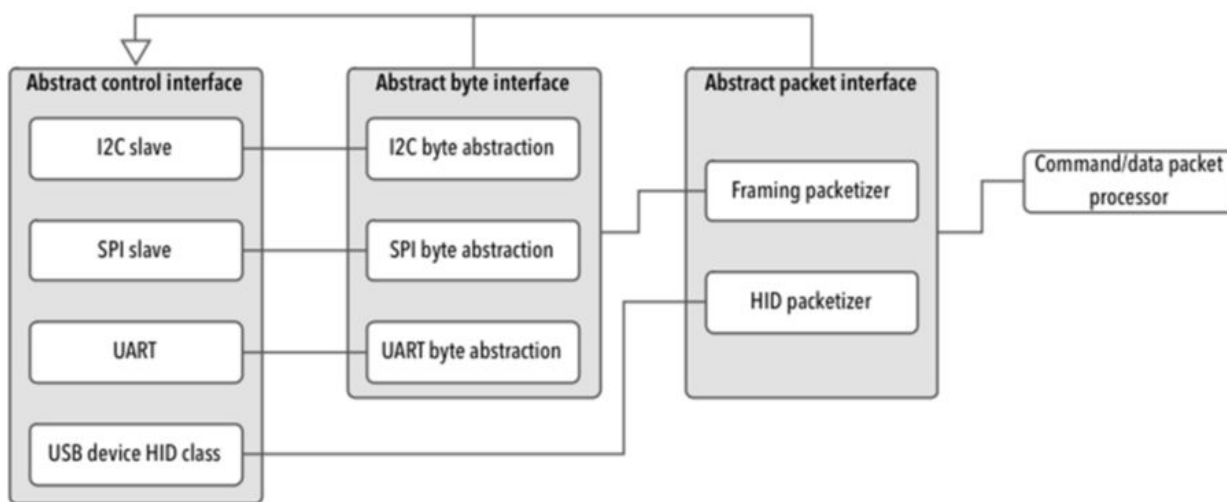 Abstract control interface
I2C slave
SPI slave
UART
USB device HID class
Abstract byte interface
I2C byte abstraction
SPI byte abstraction
UART byte abstraction
Abstract packet interface
Framing packetizer
HID packetizer
Command/data packet
processor